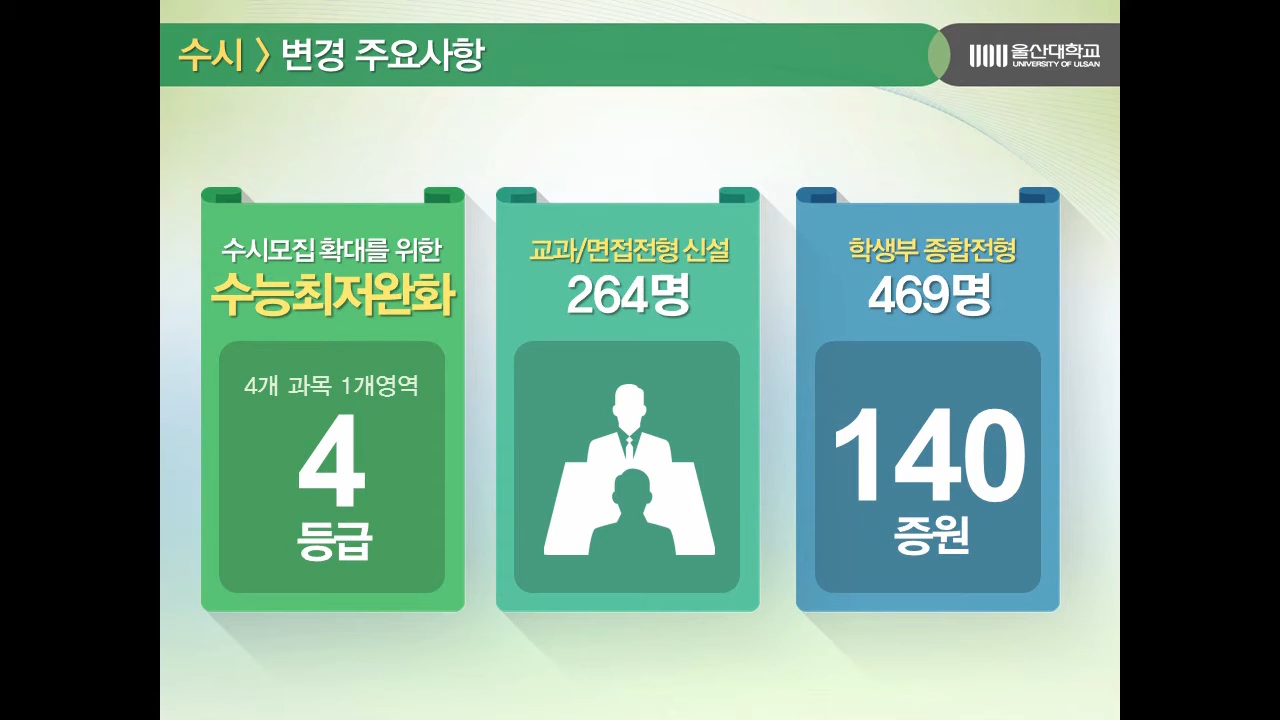 수시 > 변경 주요사항
울산대학교
UNIVERSITY OF ULSAN
수시모집 확대를 위한
수능최저완화
4개 과목 1개영역
4
등급
교과/면접전형 신설
264명
학생부 종합전형
469명
140
증원